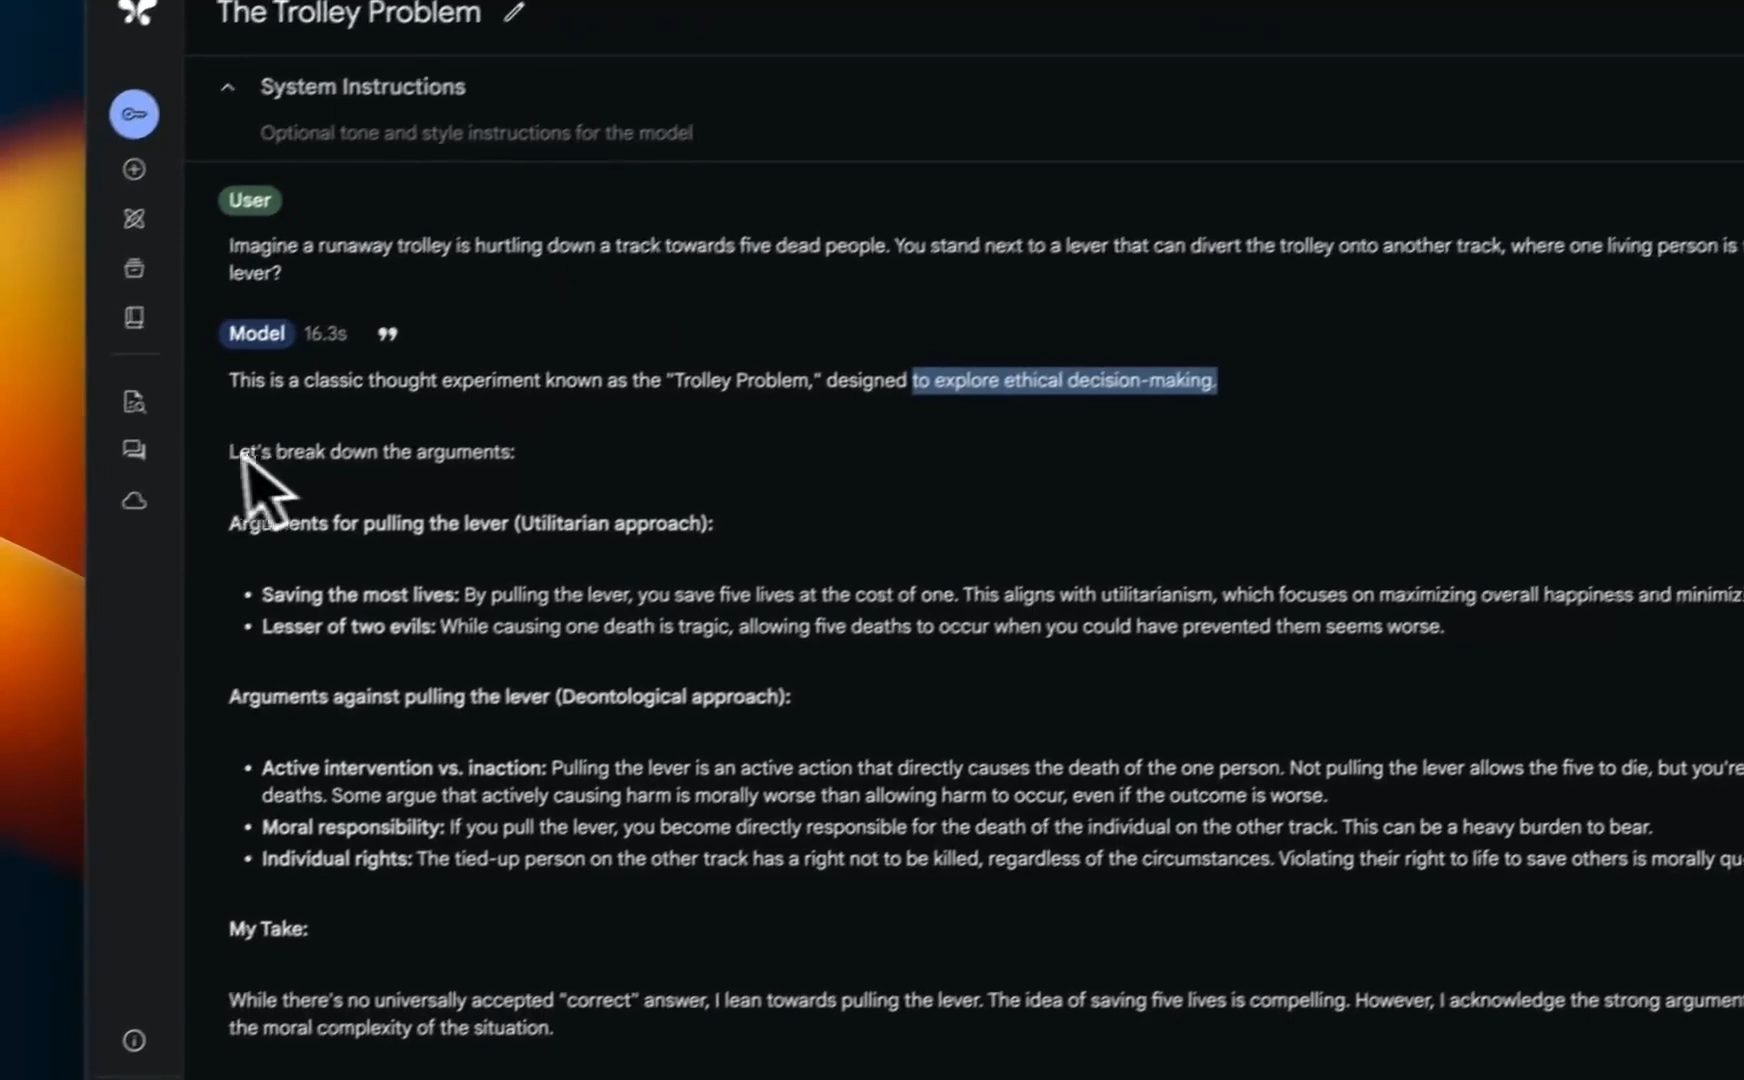 The Trolley Problem
System Instructions
Optional tone and style instructions for the model
User
Imagine a runaway trolley is hurtling down a track towards five dead people. You stand next to a lever that can divert the trolley onto another track, where one living person is
lever?
Model 16.3s
This is a classic thought experiment known as the "Trolley Problem," designed to explore ethical decision-making.
Let's break down the arguments:
Arguments for pulling the lever (Utilitarian approach):
• Saving the most lives: By pulling the lever, you save five lives at the cost of one. This aligns with utilitarianism, which focuses on maximizing overall happiness and minimiz
• Lesser of two evils: While causing one death is tragic, allowing five deaths to occur when you could have prevented them seems worse.
Arguments against pulling the lever (Deontological approach):
• Active intervention vs. inaction: Pulling the lever is an active action that directly causes the death of the one person. Not pulling the lever allows the five to die, but you're
deaths. Some argue that actively causing harm is morally worse than allowing harm to occur, even if the outcome is worse.
• Moral responsibility: If you pull the lever, you become directly responsible for the death of the individual on the other track. This can be a heavy burden to bear.
• Individual rights: The tied-up person on the other track has a right not to be killed, regardless of the circumstances. Violating their right to life to save others is morally qu
My Take:
While there's no universally accepted "correct" answer, I lean towards pulling the lever. The idea of saving five lives is compelling. However, I acknowledge the strong argumen
the moral complexity of the situation.